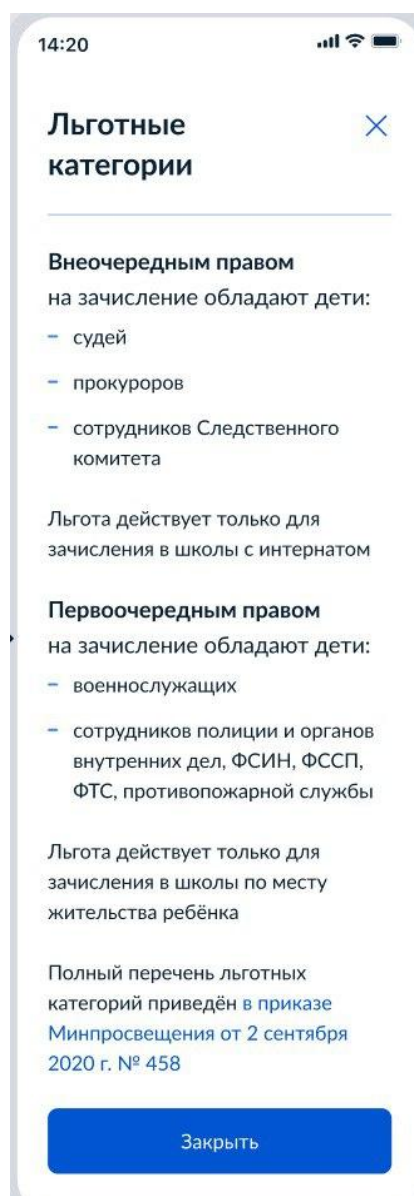 14:20
Льготные
категории
Внеочередным правом
на зачисление обладают дети:
– судей
– прокуроров
– сотрудников Следственного
комитета
Льгота действует только для
зачисления в школы с интернатом
Первоочередным правом
на зачисление обладают дети:
– военнослужащих
– сотрудников полиции и органов
внутренних дел, ФСИН, ФССП,
ФТС, противопожарной службы
Льгота действует только для
зачисления в школы по месту
жительства ребёнка
Полный перечень льготных
категорий приведён в приказе
Минпросвещения от 2 сентября
2020 г. № 458
Закрыть